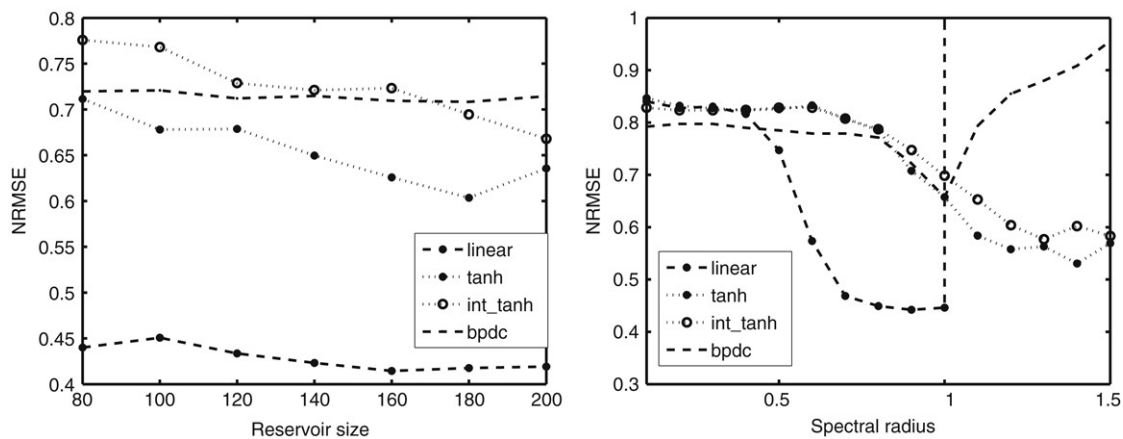 0.8
0.75
0.7
0.65
0.6
0.55
0.5
0.45
0.4
NRMSE
80
100
120
140
160
180
200
Reservoir size
linear
tanh
int_tanh
bpdc
1
0.9
0.8
0.7
0.6
0.5
0.4
0.3
NRMSE
0.5
1
1.5
Spectral radius
linear
tanh
int_tanh
bpdc